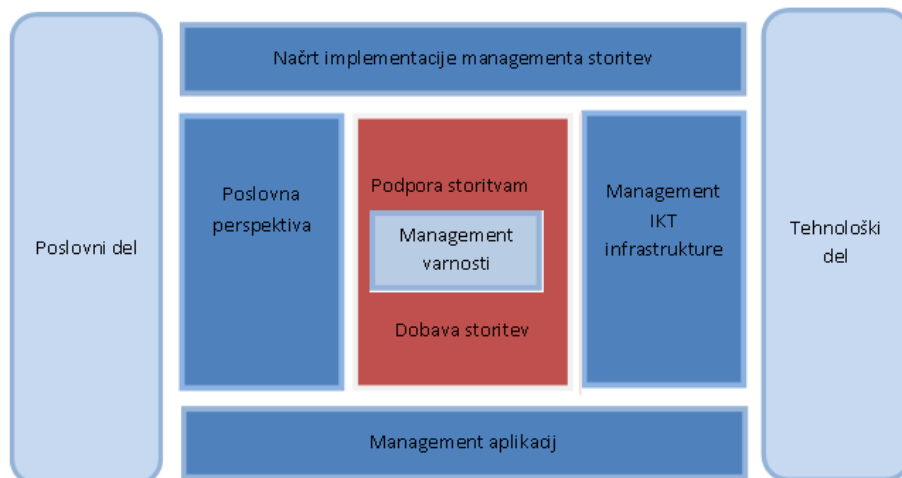 Načrt implementacije managementa storitev
Poslovni del
Poslovna
perspektiva
Podpora storitvam
Management
varnosti
Dobava storitev
Management
IKT
infrastrukture
Tehnološki
del
Management aplikacij